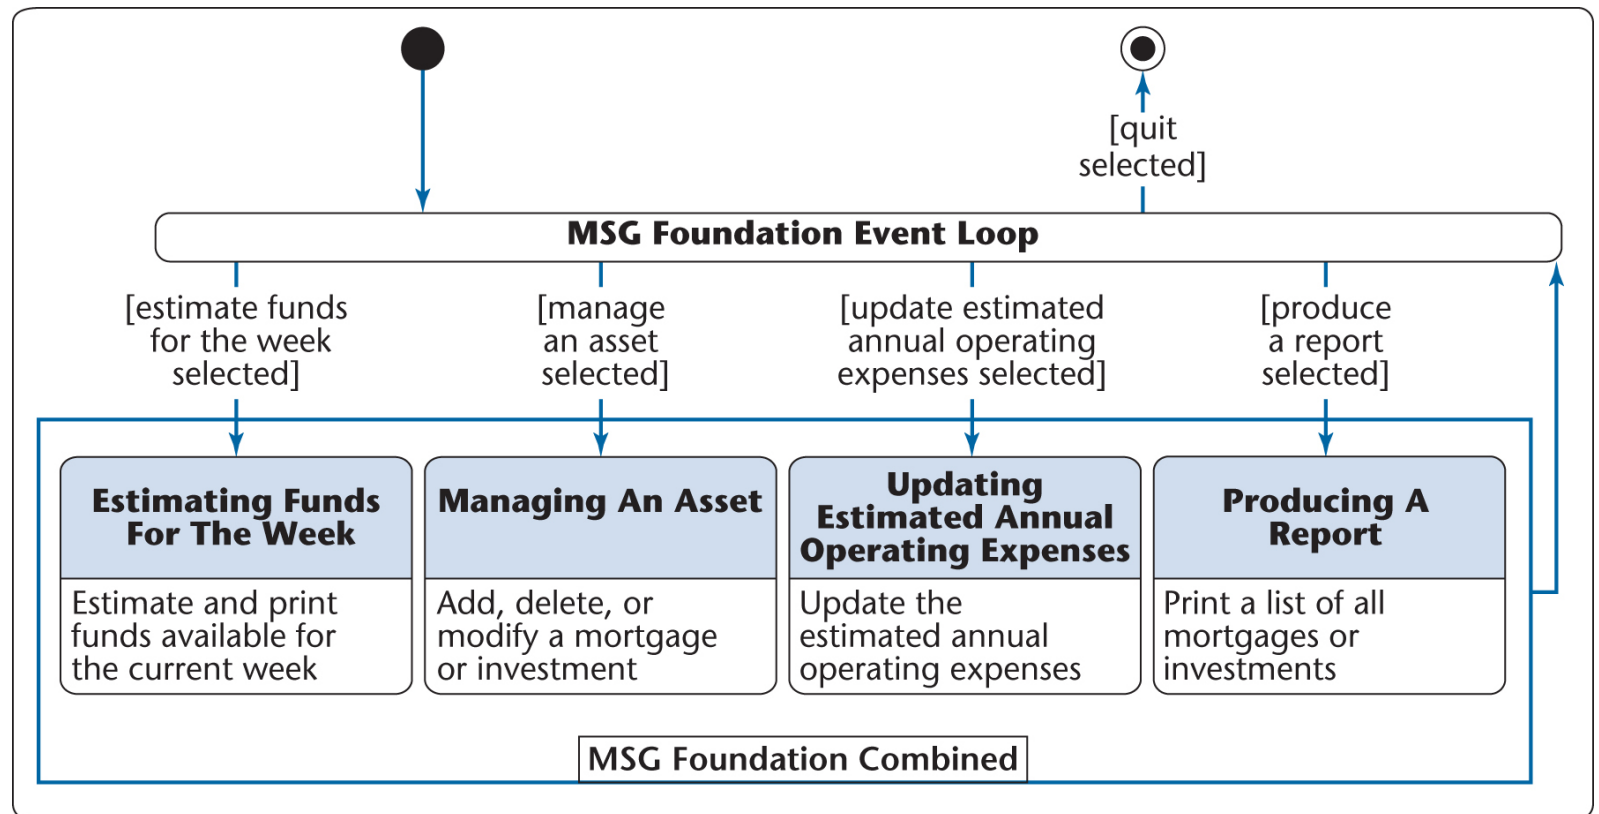 [quit
selected]
MSG Foundation Event Loop
[estimate funds
for the week
selected]
[manage
an asset
selected]
[update estimated
annual operating
expenses selected]
[produce
a report
selected]
Estimating Funds
For The Week
Estimate and print
funds available for
the current week
Managing An Asset
Add, delete, or
modify a mortgage
or investment
Updating
Estimated Annual
Operating Expenses
Update the
estimated annual
operating expenses
Producing A
Report
Print a list of all
mortgages or
investments
MSG Foundation Combined